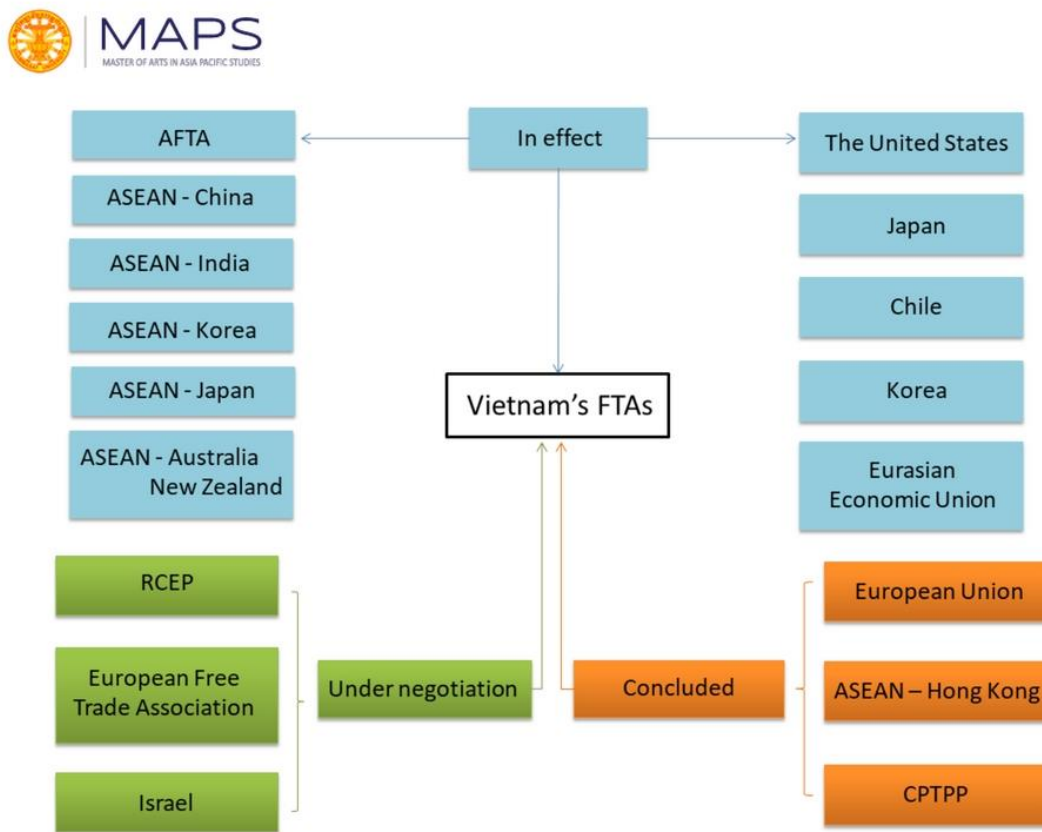 MAPS
MASTER OF ARTS IN ASIA PACIFIC STUDIES
AFTA
In effect
The United States
ASEAN - China
ASEAN - India
ASEAN - Korea
ASEAN - Japan
ASEAN - Australia
New Zealand
Japan
Chile
Korea
Eurasian
Economic Union
Vietnam's FTAs
RCEP
European Free
Trade Association
Israel
Under negotiation
Concluded
European Union
ASEAN – Hong Kong
CPTPP